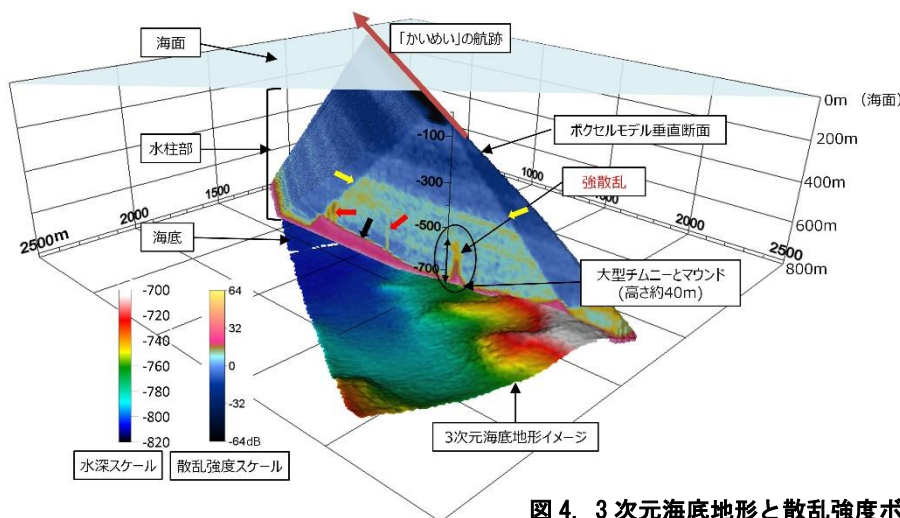 「かいめい」の航跡
海面
0m （海面）
-100
ボクセルモデル垂直断面
200m
水柱部
強散乱
1000
400m
-300
1500
1500
2000
2000
600m
海底
-500
2500m
2500
800m
-700
大型チムニーとマウンド
(高さ約40m)
-700
-720
-740
-760
-780
-800
-820
64
32
0
-32
-64dB
3次元海底地形イメージ
水深スケール
散乱強度スケール
図 4. 3 次元海底地形と散乱強度ボ